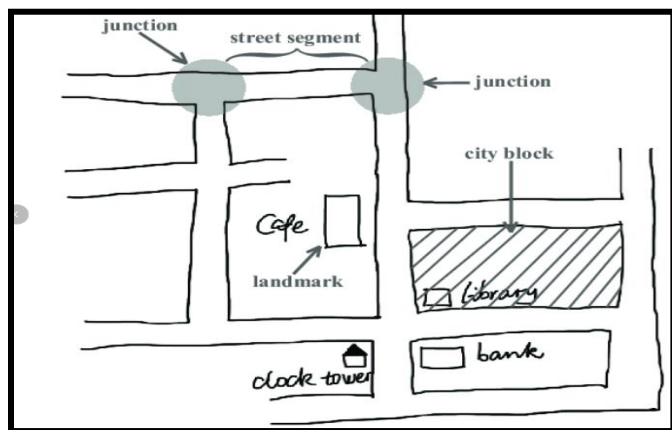 junction
street segment
junction
city block
Cafe
landmark
library
bank
clock tower